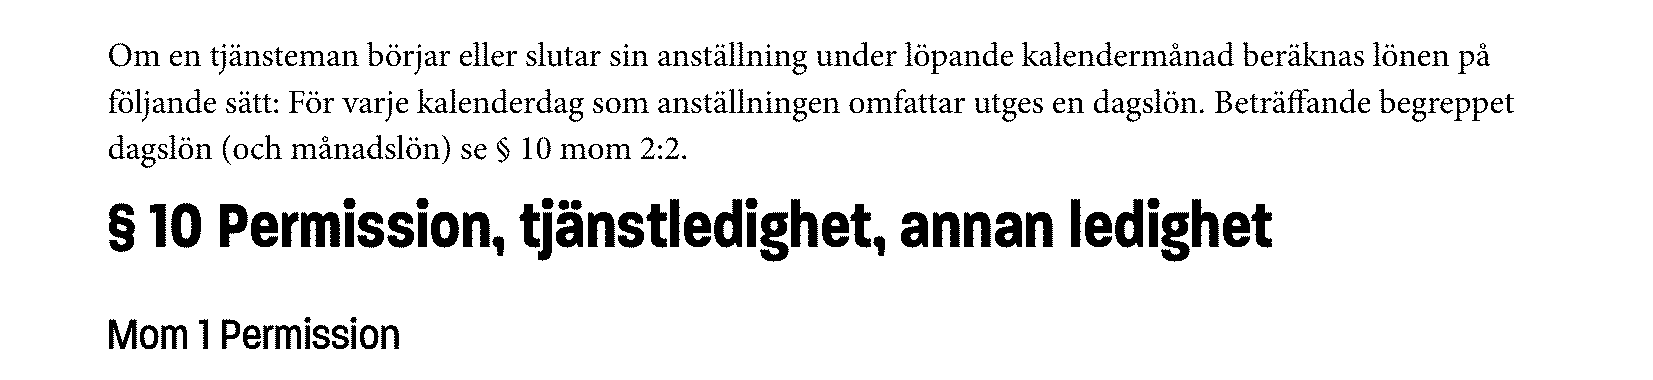 Om en tjänsteman börjar eller slutar sin anställning under löpande kalendermånad beräknas lönen på
följande sätt: För varje kalenderdag som anställningen omfattar utges en dagslön. Beträffande begreppet
dagslön (och månadslön) se § 10 mom 2:2.
§ 10 Permission, tjänstledighet, annan ledighet
Mom 1 Permission